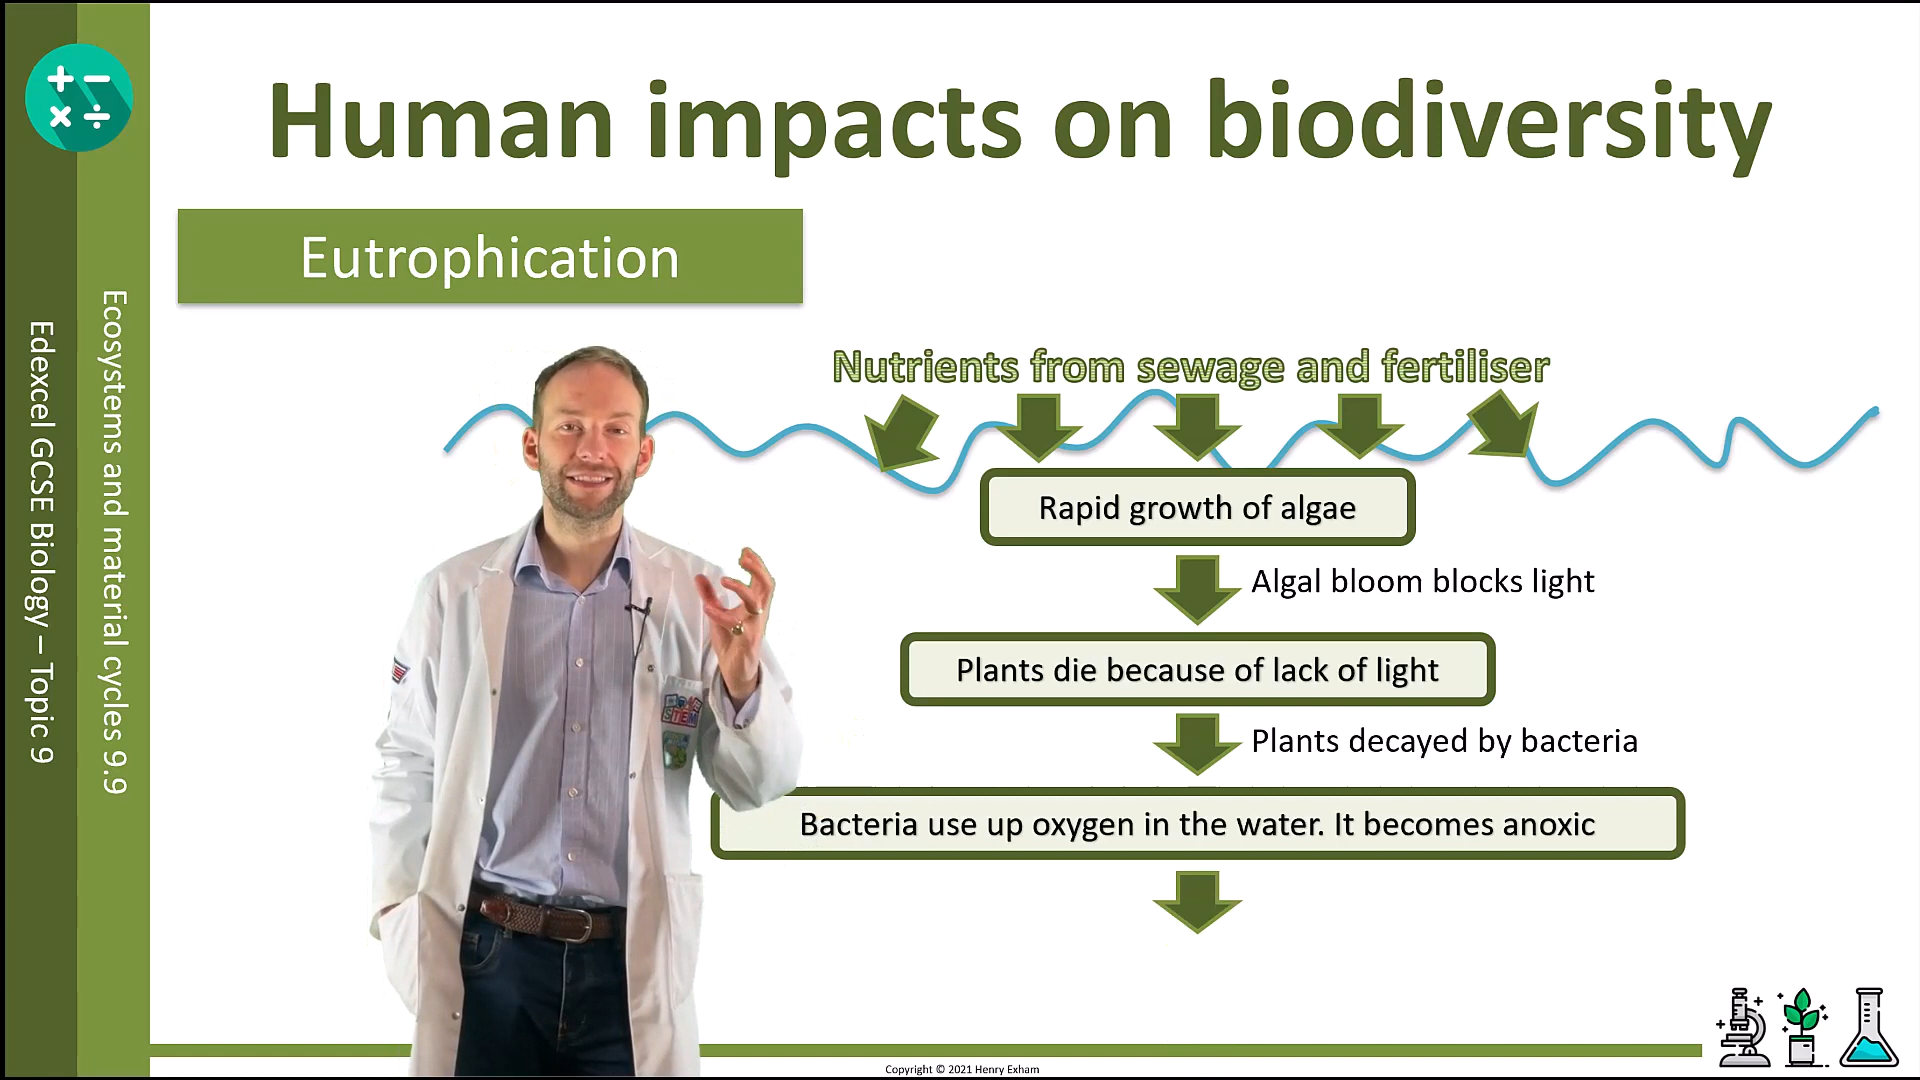 Human impacts on biodiversity
Eutrophication
Nutrients from sewage and fertiliser
Rapid growth of algae
Algal bloom blocks light
Plants die because of lack of light
Plants decayed by bacteria
Bacteria use up oxygen in the water. It becomes anoxic
Ecosystems and material cycles 9.9
Edexcel GCSE Biology – Topic 9
STEM
Copyright © 2021 Henry Exham